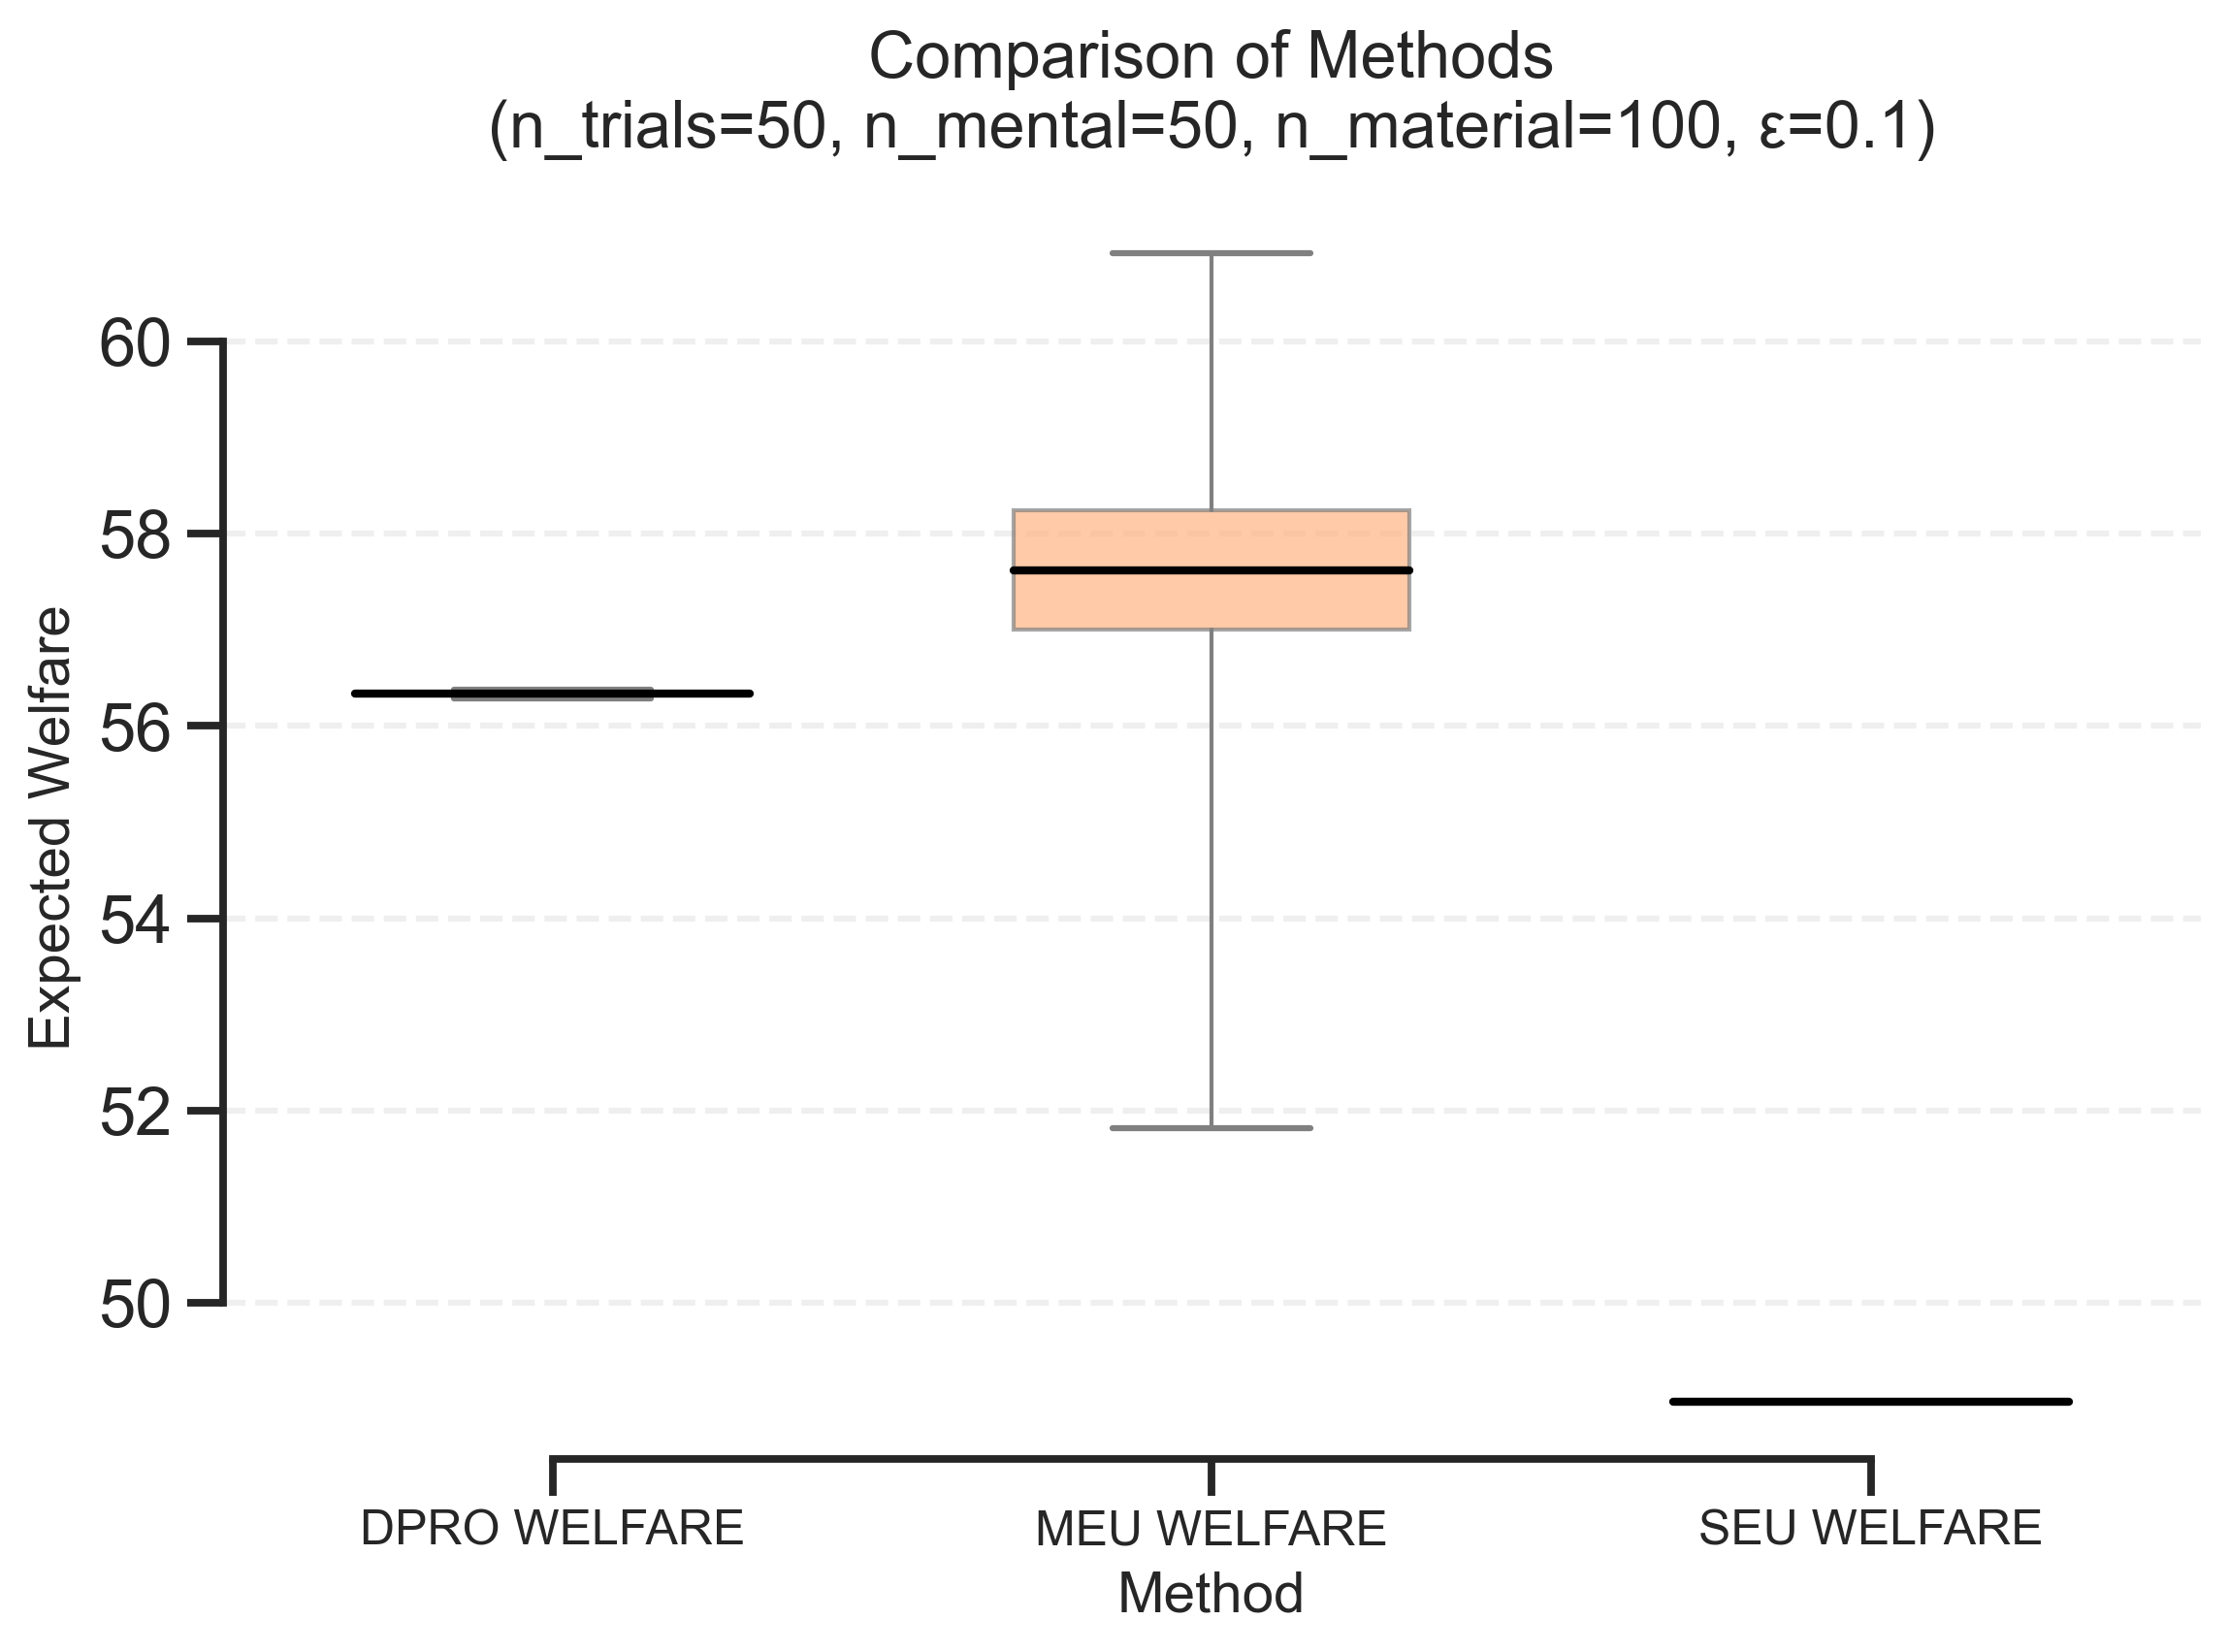 Comparison of Methods
(n_trials=50, n_mental=50, n_material=100, ε=0.1)
Expected Welfare
60
58
56
54
52
50
DPRO WELFARE
MEU WELFARE
SEU WELFARE
Method